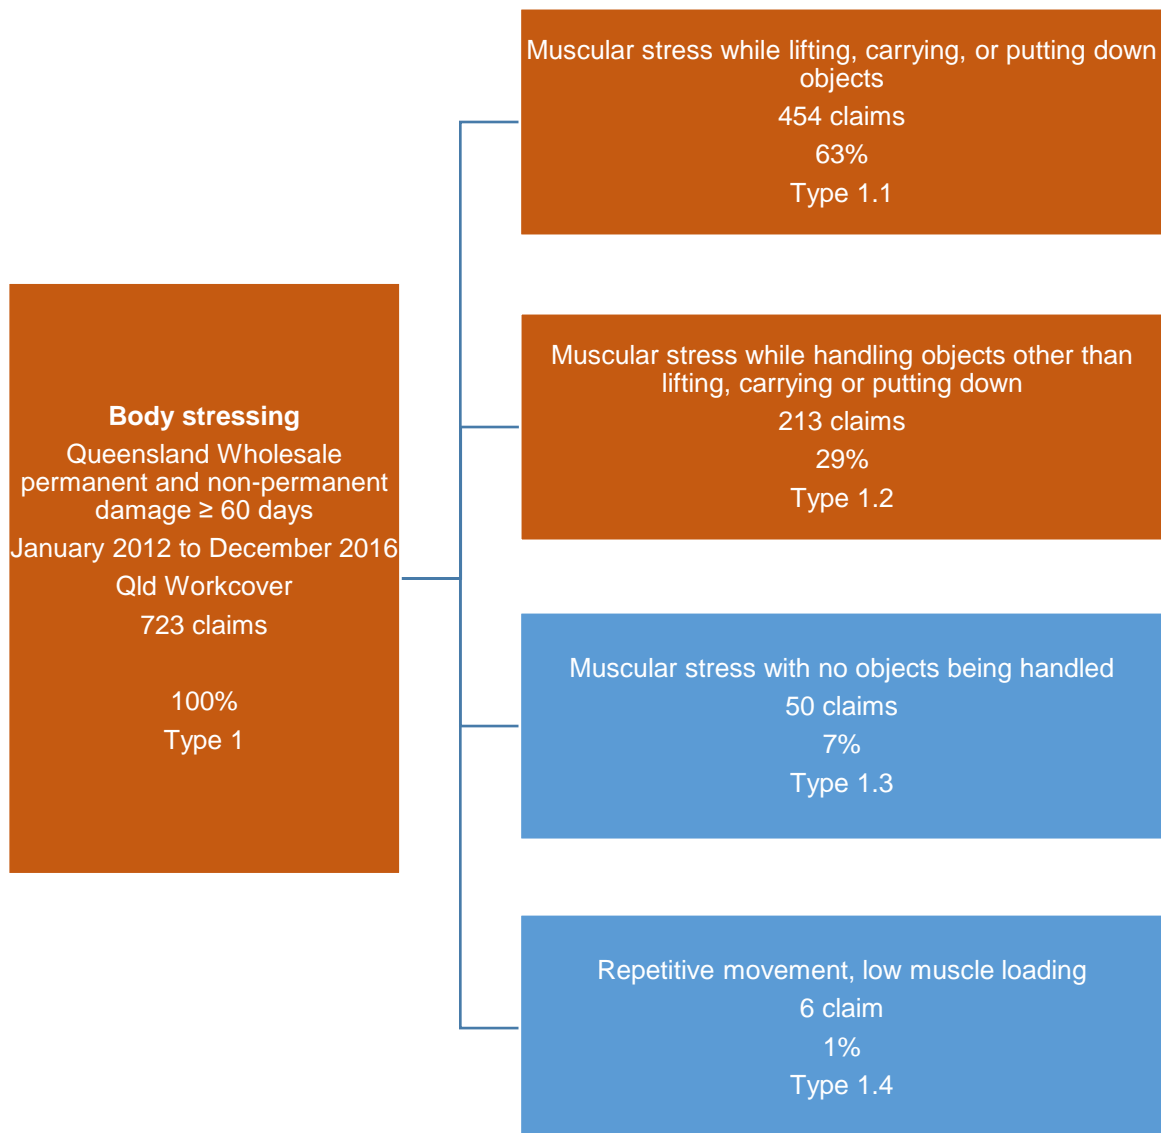 Body stressing
Queensland Wholesale
permanent and non-permanent
damage ≥ 60 days
January 2012 to December 2016
Qld Workcover
723 claims
100%
Type 1
Muscular stress while lifting, carrying, or putting down
objects
454 claims
63%
Type 1.1
Muscular stress while handling objects other than
lifting, carrying or putting down
213 claims
29%
Type 1.2
Muscular stress with no objects being handled
50 claims
7%
Type 1.3
Repetitive movement, low muscle loading
6 claim
1%
Type 1.4